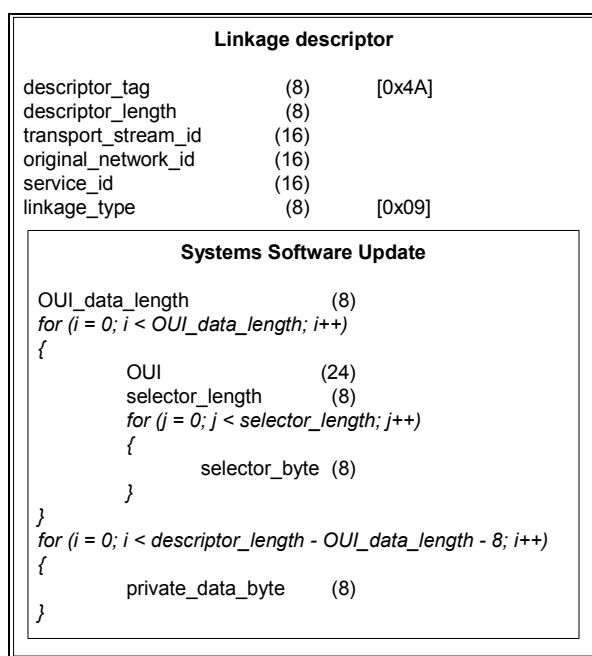 Linkage descriptor
descriptor_tag (8) [0x4A]
descriptor_length (8)
transport_stream_id (16)
original_network_id (16)
service_id (16)
linkage_type (8) [0x09]
Systems Software Update
OUI_data_length (8)
for (i = 0; i < OUI_data_length; i++)
{
OUI (24)
selector_length (8)
for (j = 0; j < selector_length; j++)
{
selector_byte (8)
}
}
for (i = 0; i < descriptor_length - OUI_data_length - 8; i++)
{
private_data_byte (8)
}